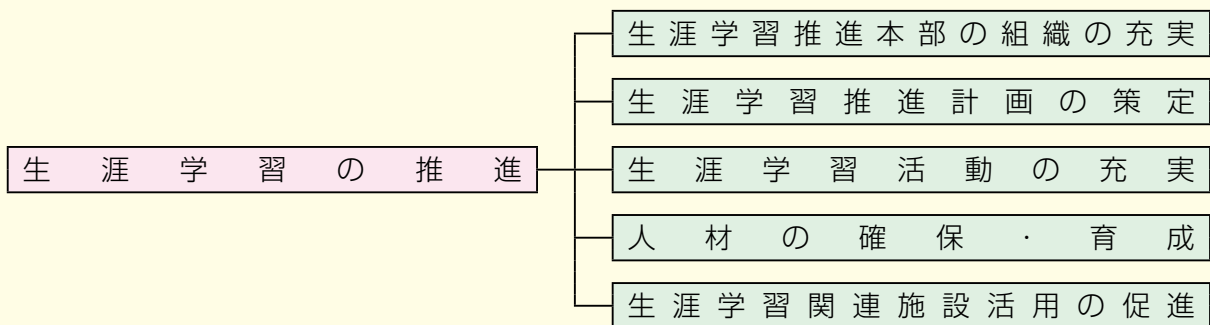 生涯学習の推進
生涯学習推進本部の組織の充実
生涯学習推進計画の策定
生涯学習活動の充実
人材の確保・育成
生涯学習関連施設活用の促進